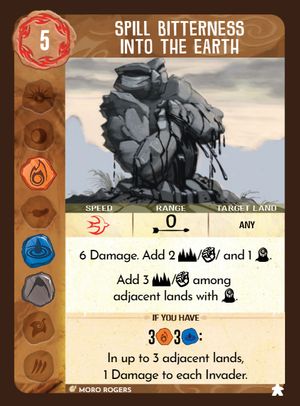 5
SPILL BITTERNESS
INTO THE EARTH
SPEED RANGE TARGET LAND
0 ANY
6 Damage. Add 2 / and 1 .
Add 3 / among
adjacent lands with .
IF YOU HAVE
3 3 :
In up to 3 adjacent lands,
1 Damage to each Invader.
MORO ROGERS